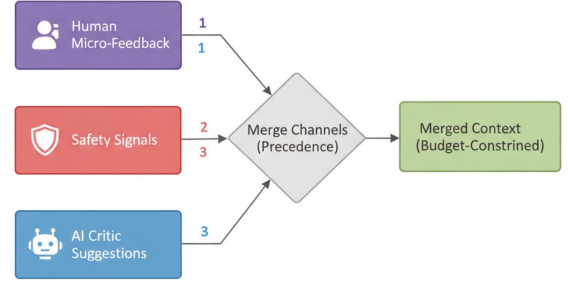 Human
Micro-Feedback
1
1
Safety Signals
2
3
AI Critic
Suggestions
3
Merge Channels
(Precedence)
Merged Context
(Budget-Constrined)